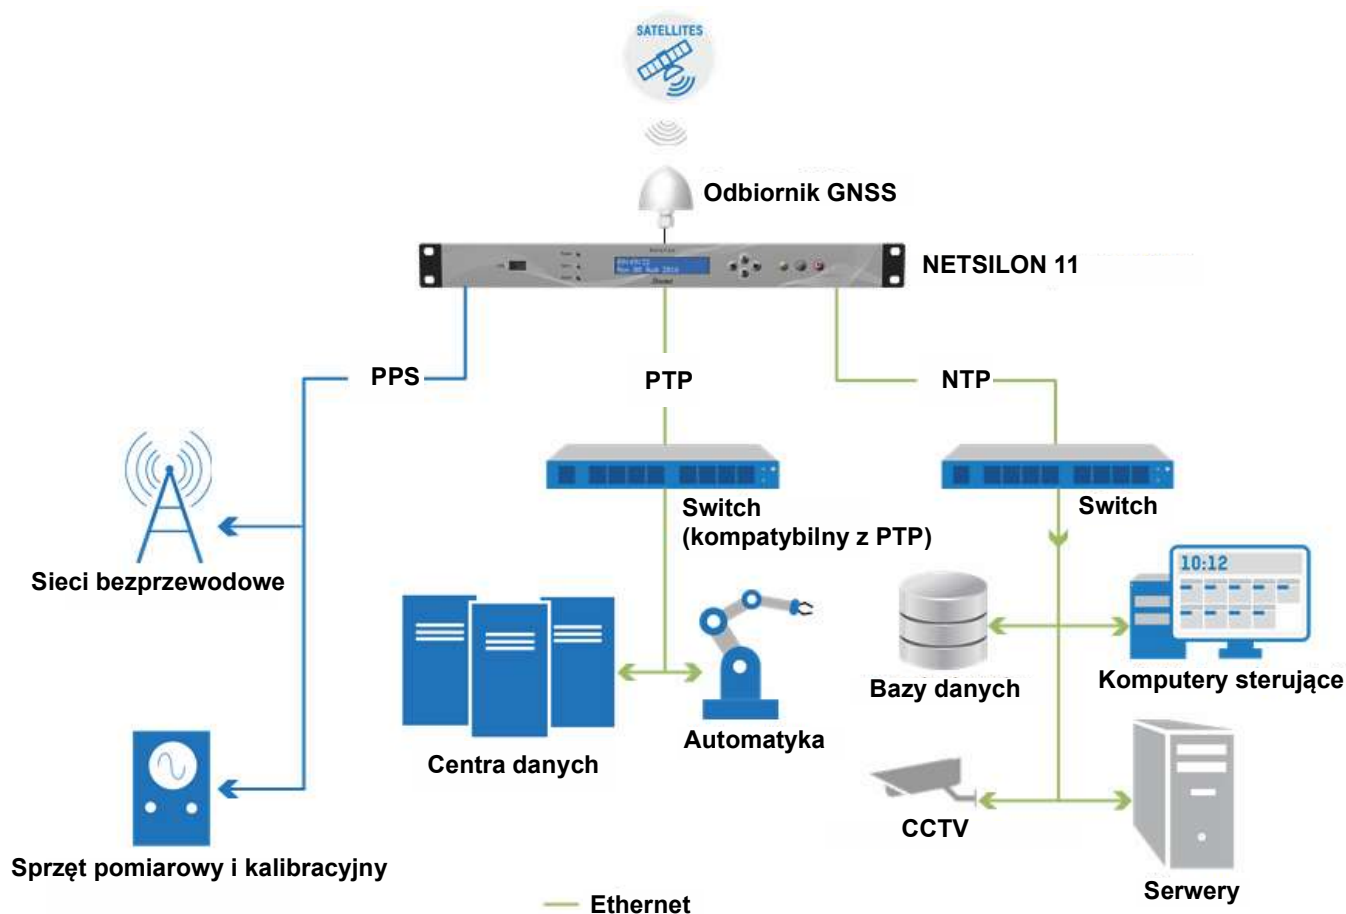 SATELLITES
Odbiornik GNSS
NETSILON 11
PPS
PTP
NTP
Switch
(kompatybilny z PTP)
Switch
Sieci bezprzewodowe
10:12
Bazy danych
Komputery sterujące
Automatyka
Centra danych
CCTV
Sprzęt pomiarowy i kalibracyjny
Serwery
Ethernet